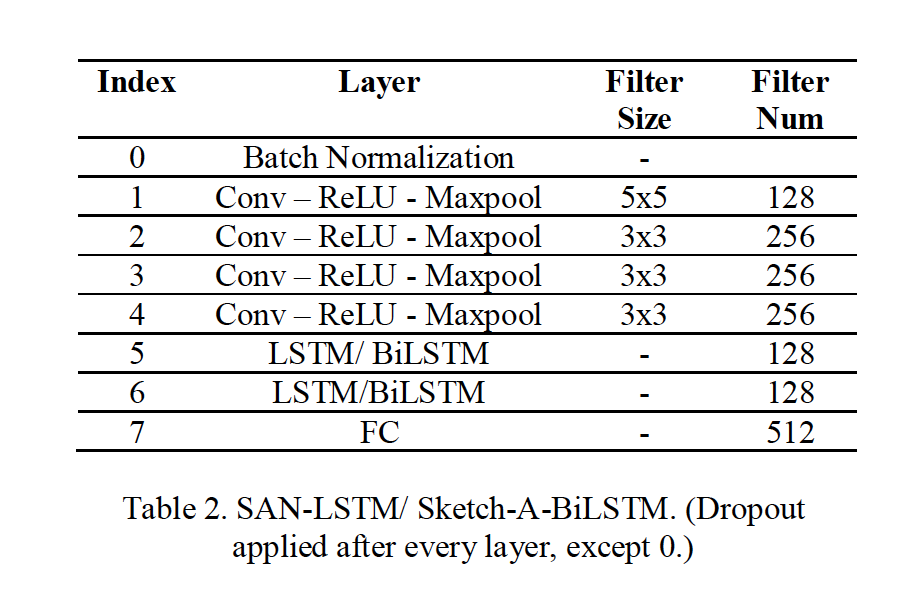 Index Layer Filter Size Filter Num
0 Batch Normalization -
1 Conv – ReLU - Maxpool 5x5 128
2 Conv – ReLU - Maxpool 3x3 256
3 Conv – ReLU - Maxpool 3x3 256
4 Conv – ReLU - Maxpool 3x3 256
5 LSTM/ BiLSTM - 128
6 LSTM/BiLSTM - 128
7 FC - 512
Table 2. SAN-LSTM/ Sketch-A-BiLSTM. (Dropout
applied after every layer, except 0.)